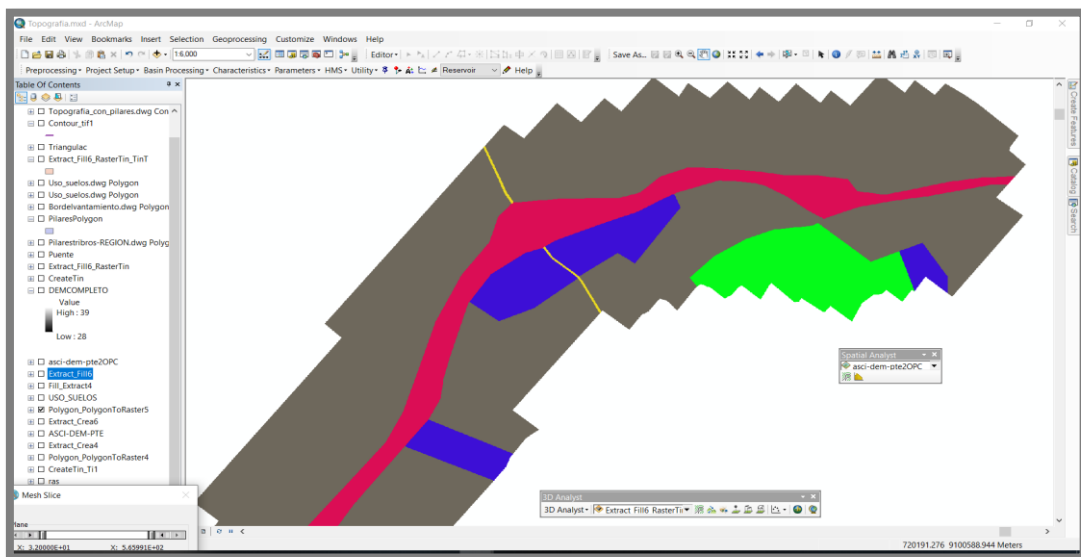 Topografia.mxd - ArcMap
File Edit View Bookmarks Insert Selection Geoprocessing Customize Windows Help
1:6,000 Editor Save As...
Preprocessing Project Setup Basin Processing Characteristics Parameters HMS Utility Reservoir Help
Table Of Contents
Topografia_con_pilares.dwg Con
Contour_tif1
Triangulac
Extract_Fill6_RasterTin_TinT
Uso_suelos.dwg Polygon
Uso_suelos.dwg Polygon
Bordelvantamiento.dwg Polygon
PilaresPolygon
Pilarestribros-REGION.dwg Polyg
Puente
Extract_Fill6_RasterTin
CreateTin
DEMCOMPLETO
Value
High : 39
Low : 28
asci-dem-pte2OPC
Extract_Fill6
Fill_Extract4
USO_SUELOS
Polygon_PolygonToRaster5
Extract_Crea6
ASCI-DEM-PTE
Extract_Crea4
Polygon_PolygonToRaster4
CreateTin_Ti1
ras
Mesh Slice
Plane
X: 3.20000E+01 X: 5.65991E+02
Spatial Analyst
asci-dem-pte2OPC
3D Analyst
3D Analyst Extract Fill6 RasterTi
Create Features
Catalog
Search
720191.276 9100588.944 Meters